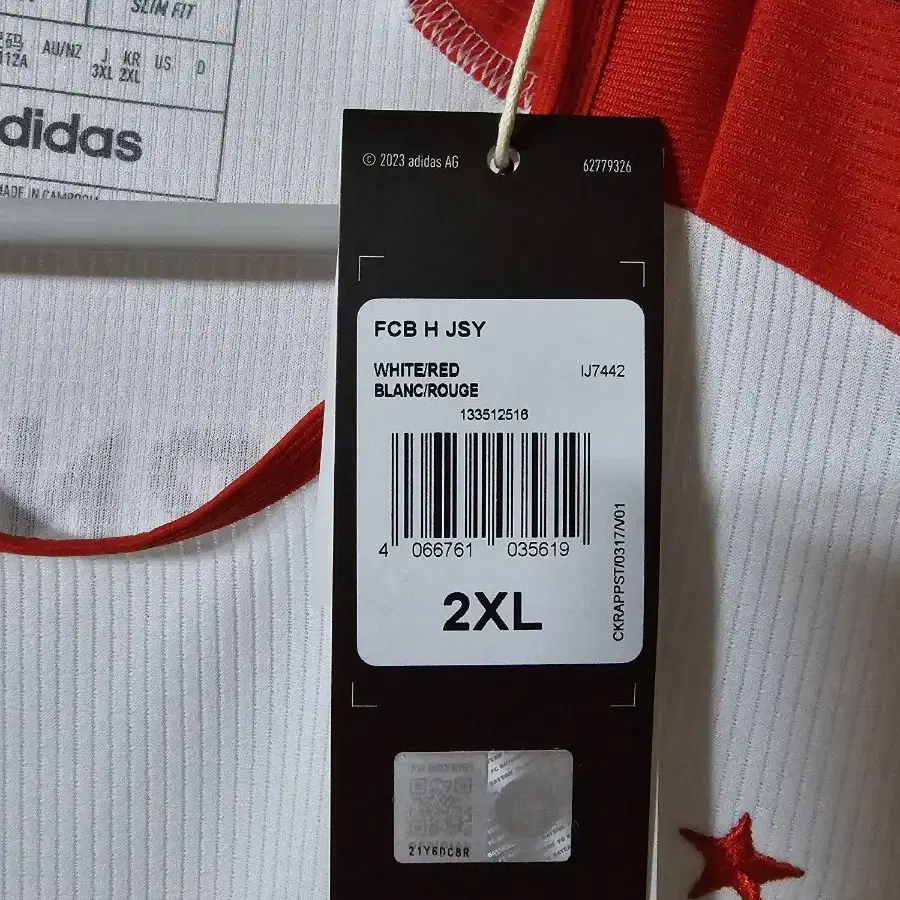 SLIM FIT
112A
AU/NZ
J
3XL
KR
2XL
US
D
adidas
MADE IN CAMBODIA
© 2023 adidas AG
62779326
FCB H JSY
WHITE/RED
IJ7442
BLANC/ROUGE
133512516
4 066761 035619
CKRAPPST/0317/V01
2XL
21Y6DC8R